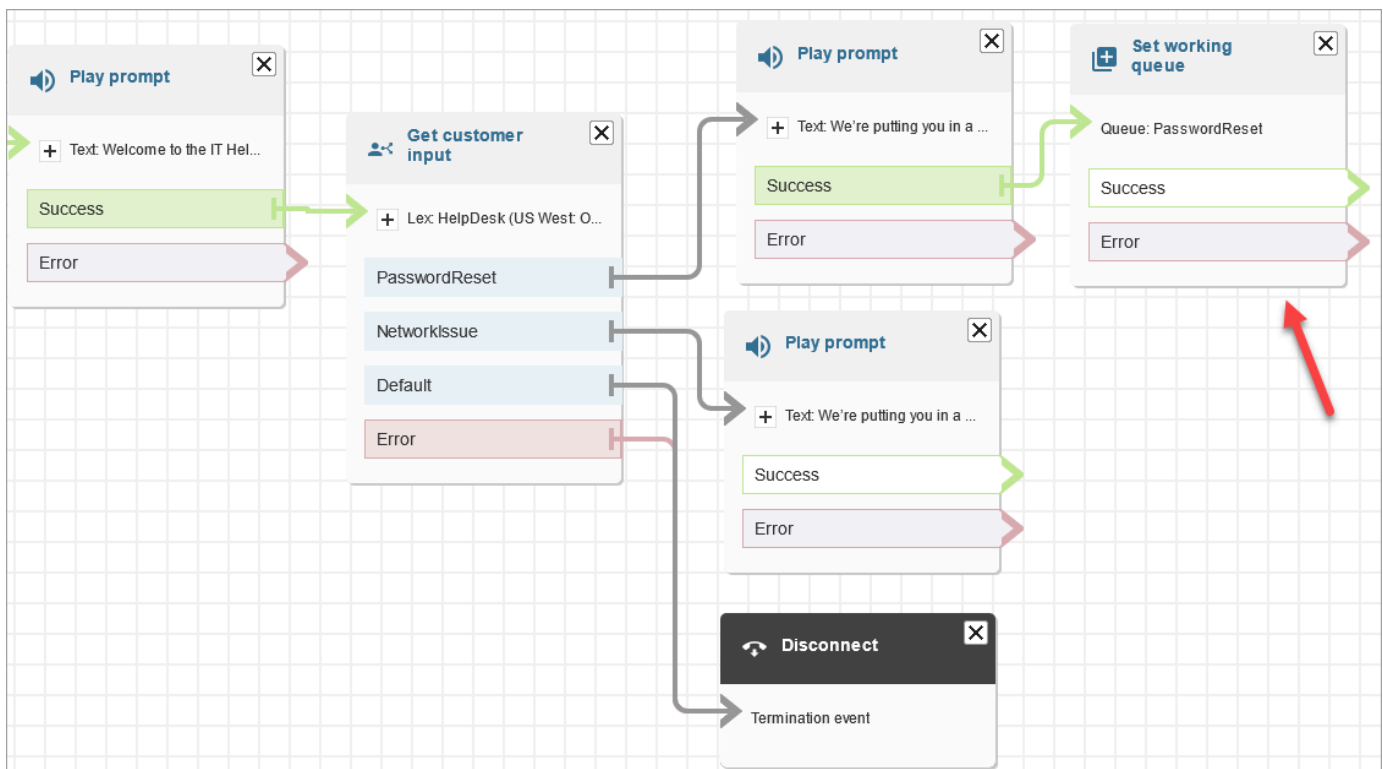 Play prompt
Text: Welcome to the IT Hel...
Success
Error
Get customer
input
Lex: HelpDesk (US West: O...
PasswordReset
NetworkIssue
Default
Error
Play prompt
Text: We're putting you in a ...
Success
Error
Set working
queue
Queue: PasswordReset
Success
Error
Play prompt
Text: We're putting you in a ...
Success
Error
Disconnect
Termination event